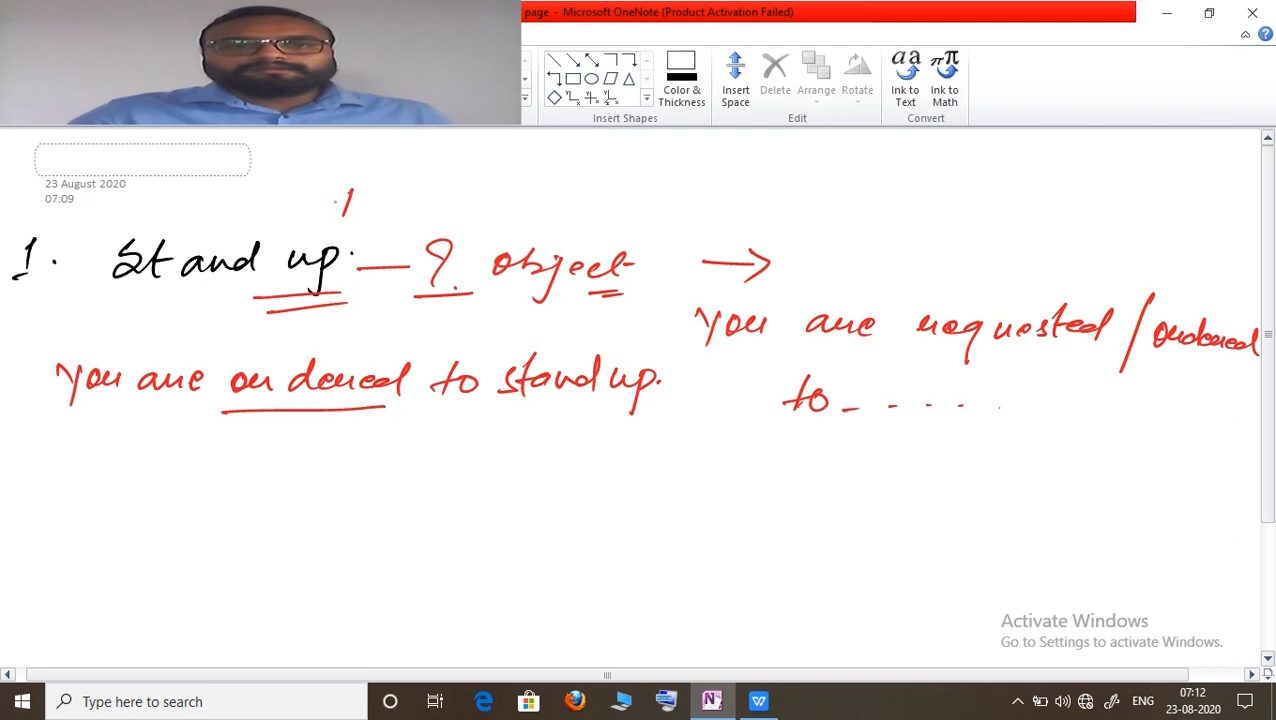 page - Microsoft OneNote (Product Activation Failed)
Color & Thickness
Insert Space
Delete
Arrange
Rotate
Ink to Text
Ink to Math
Insert Shapes
Edit
Convert
23 August 2020
07:09
1. Stand up. — ? object →
You are requested / ordered
You are ordered to stand up.
to - - - - -
Activate Windows
Go to Settings to activate Windows.
Type here to search
ENG
07:12
23-08-2020